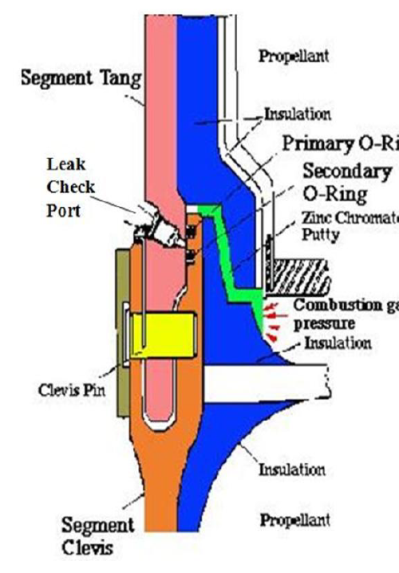 Propellant
Segment Tang
Insulation
Primary O-Ri
Leak
Check
Port
Secondary
O-Ring
Zinc Chromate
Putty
Combustion ga
pressure
Insulation
Clevis Pin
Insulation
Segment
Clevis
Propellant